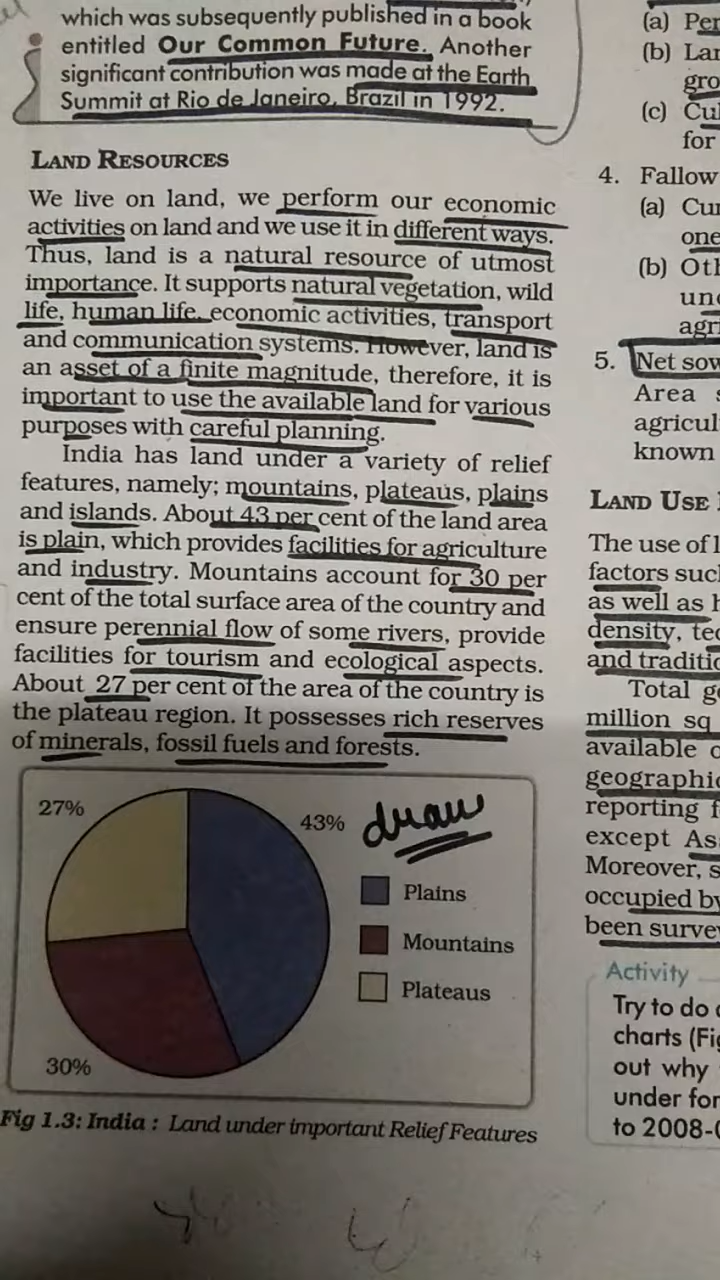 which was subsequently published in a book
entitled Our Common Future. Another
significant contribution was made at the Earth
Summit at Rio de Janeiro, Brazil in 1992.
LAND RESOURCES
We live on land, we perform our economic
activities on land and we use it in different ways.
Thus, land is a natural resource of utmost
importance. It supports natural vegetation, wild
life, human life, economic activities, transport
and communication systems. However, land is
an asset of a finite magnitude, therefore, it is
important to use the available land for various
purposes with careful planning.
India has land under a variety of relief
features, namely; mountains, plateaus, plains
and islands. About 43 per cent of the land area
is plain, which provides facilities for agriculture
and industry. Mountains account for 30 per
cent of the total surface area of the country and
ensure perennial flow of some rivers, provide
facilities for tourism and ecological aspects.
About 27 per cent of the area of the country is
the plateau region. It possesses rich reserves
of minerals, fossil fuels and forests.
27%
43%
draw
Plains
Mountains
Plateaus
30%
Fig 1.3: India : Land under important Relief Features
(a) Per
(b) Lar
gro
(c) Cul
for
4. Fallow
(a) Cur
one
(b) Oth
unc
agri
5. Net sow
Area
agricul
known
LAND USE
The use of l
factors suc
as well as h
density, tec
and traditio
Total ge
million sq
available
geographic
reporting f
except As
Moreover, s
occupied by
been surve
Activity
Try to do
charts (Fig
out why
under for
to 2008-0